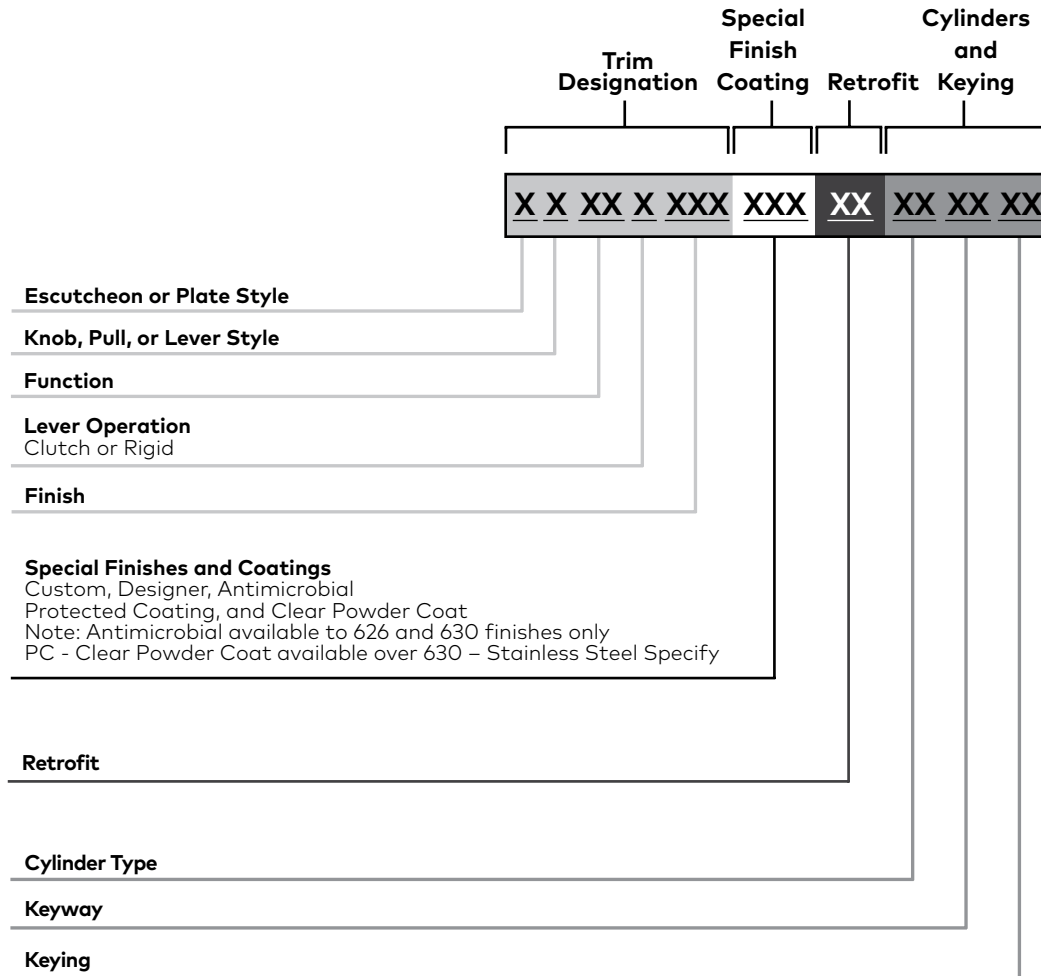 Special
Finish
Coating
Cylinders
and
Keying
Trim
Designation
Retrofit
X X XX X XXX XXX XX XX XX XX
Escutcheon or Plate Style
Knob, Pull, or Lever Style
Function
Lever Operation
Clutch or Rigid
Finish
Special Finishes and Coatings
Custom, Designer, Antimicrobial
Protected Coating, and Clear Powder Coat
Note: Antimicrobial available to 626 and 630 finishes only
PC - Clear Powder Coat available over 630 – Stainless Steel Specify
Retrofit
Cylinder Type
Keyway
Keying